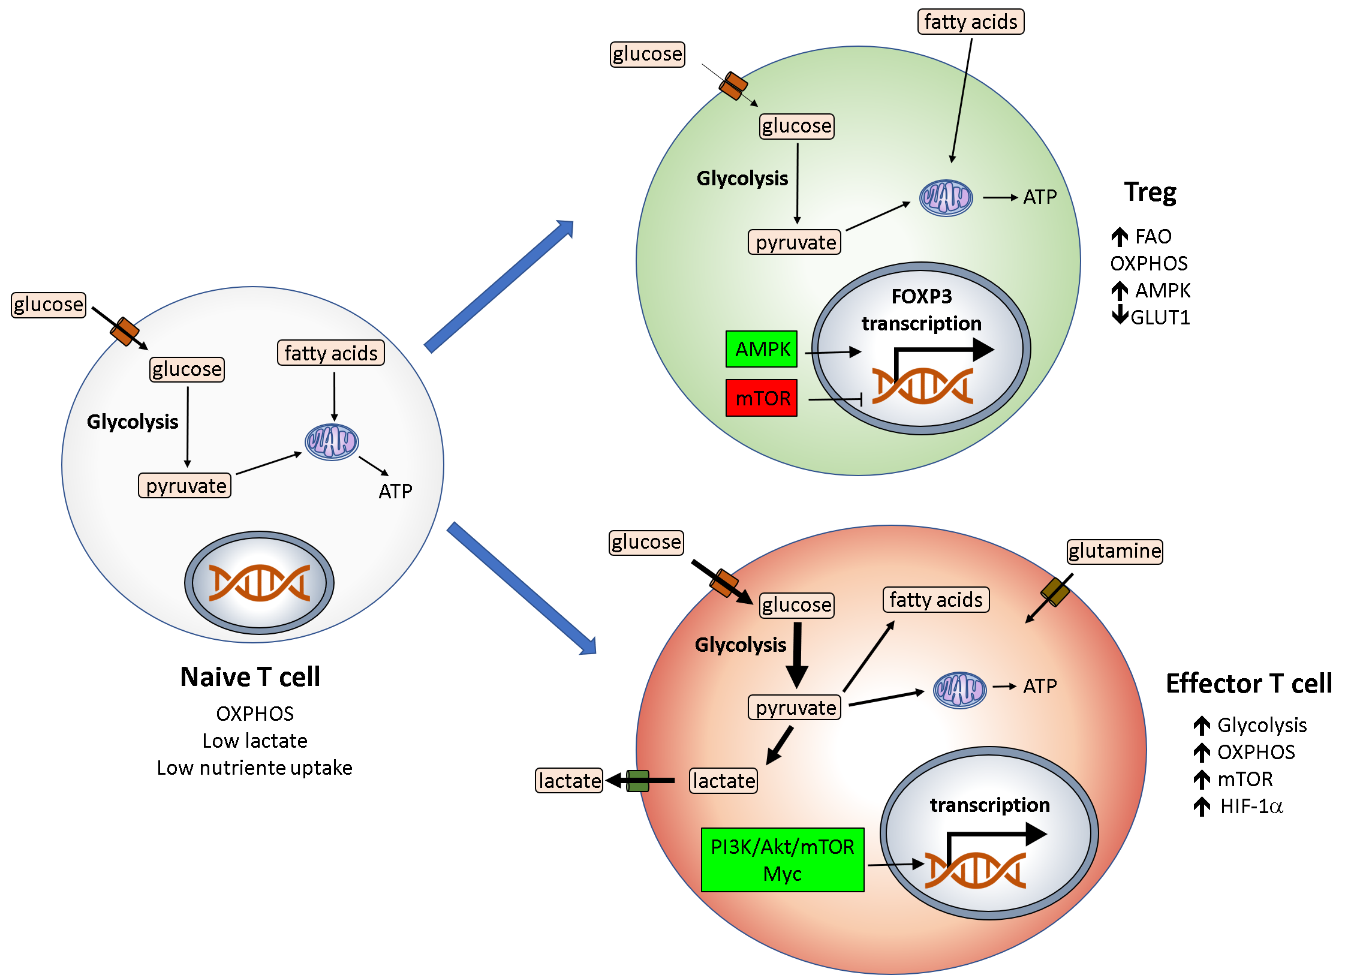 glucose
glucose
fatty acids
Glycolysis
pyruvate
ATP
Naive T cell
OXPHOS
Low lactate
Low nutriente uptake
fatty acids
glucose
glucose
Glycolysis
pyruvate
ATP
FOXP3
transcription
AMPK
mTOR
Treg
↑ FAO
OXPHOS
↑ AMPK
↓GLUT1
glucose
glutamine
glucose
fatty acids
Glycolysis
pyruvate
ATP
lactate
lactate
transcription
PI3K/Akt/mTOR
Myc
Effector T cell
↑ Glycolysis
↑ OXPHOS
↑ mTOR
↑ HIF-1α